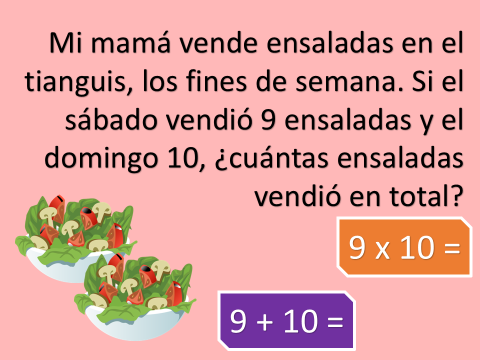 Mi mamá vende ensaladas en el
tianguis, los fines de semana. Si el
sábado vendió 9 ensaladas y el
domingo 10, ¿cuántas ensaladas
vendió en total?
9 x 10 =
9 + 10 =